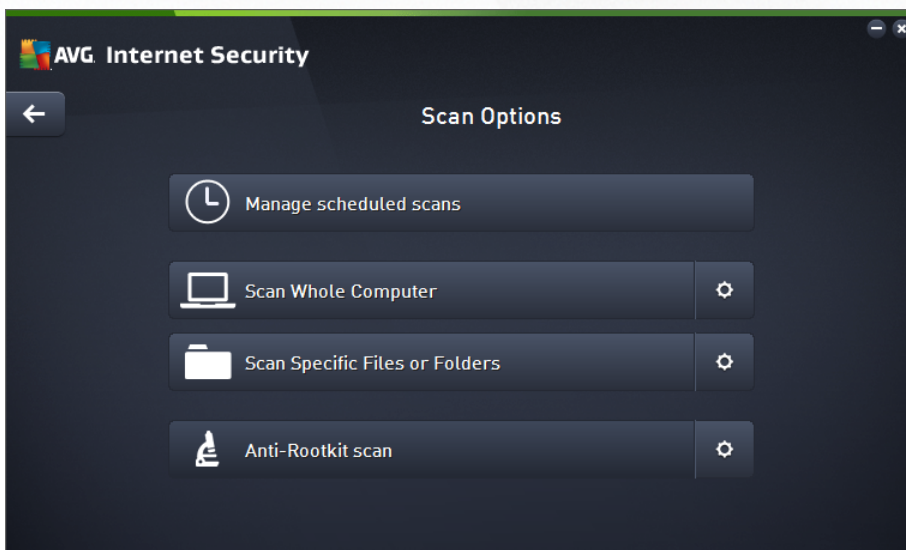 AVG. Internet Security
Scan Options
Manage scheduled scans
Scan Whole Computer
Scan Specific Files or Folders
Anti-Rootkit scan